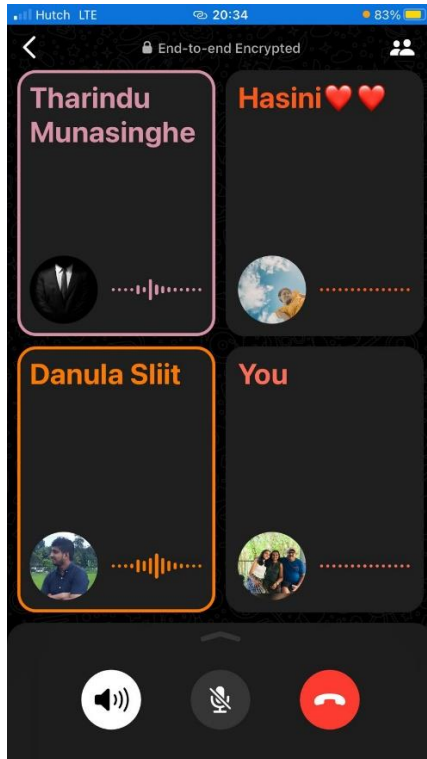 Hutch LTE 20:34 83%
End-to-end Encrypted
Tharindu
Munasinghe
Hasini❤️❤️
Danula Sliit
You